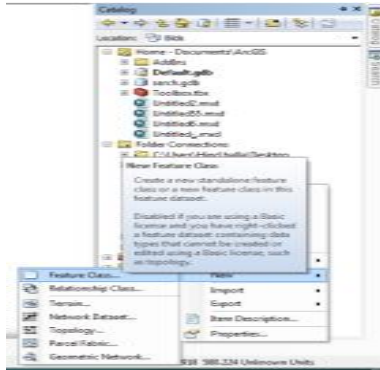 Catalog
Location:
Home - Documents\ArcGIS
AddIns
Default.gdb
Toolbox.tbx
Untitled2.mxd
Untitled55.mxd
Untitled6.mxd
Untitled_.mxd
Folder Connections
New Feature Class
Create a new standalone feature
class or a new feature class in this
feature dataset.
Disabled if you are using a Basic
license and you have right-clicked
a feature dataset containing data
types that cannot be created or
edited using a Basic license, such
as topology.
Feature Class...
New
Relationship Class...
Import
Terrain...
Export
Network Dataset...
Item Description...
Topology...
Properties...
Parcel Fabric...
Geometric Network...
Unknown Units
Catalog
Search